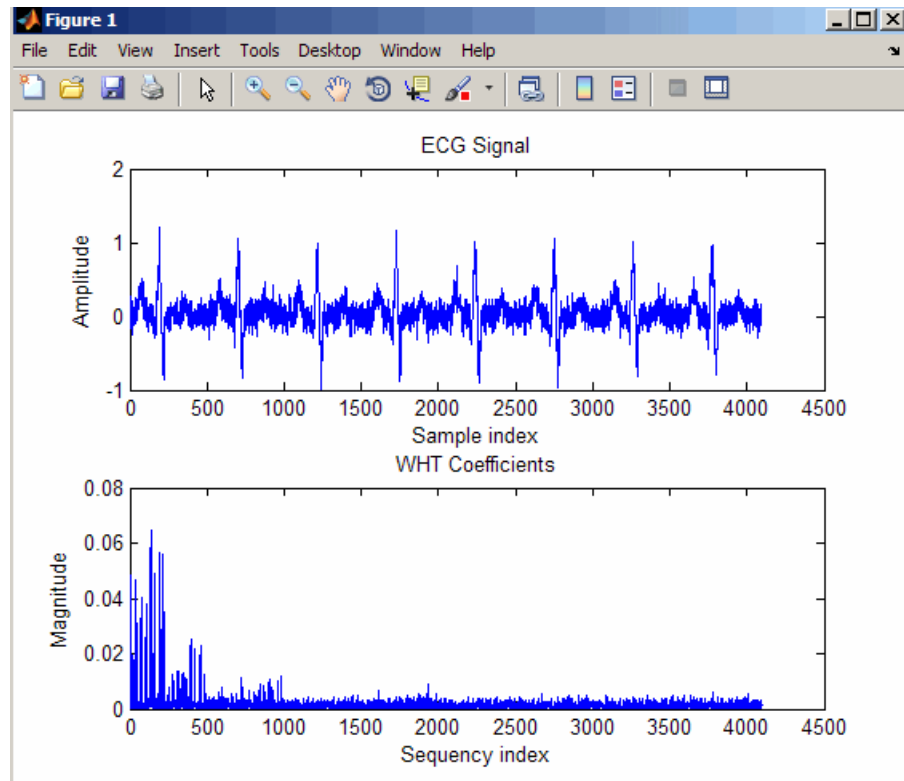 Figure 1
File Edit View Insert Tools Desktop Window Help
ECG Signal
2
1
0
-1
Amplitude
0 500 1000 1500 2000 2500 3000 3500 4000 4500
Sample index
WHT Coefficients
0.08
0.06
0.04
0.02
0
Magnitude
0 500 1000 1500 2000 2500 3000 3500 4000 4500
Sequency index